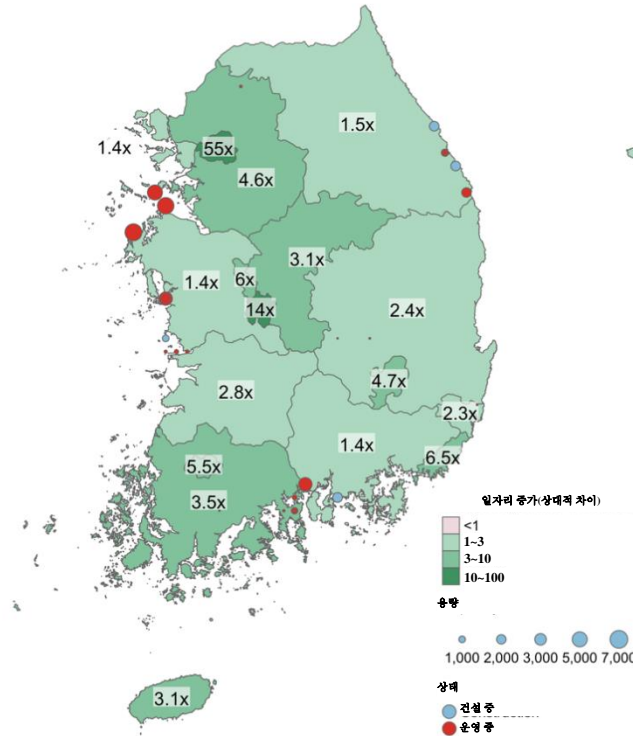 1.5x
1.4x
55x
4.6x
3.1x
1.4x
6x
14x
2.4x
4.7x
2.8x
2.3x
1.4x
6.5x
5.5x
3.5x
3.1x
일자리 증가(상대적 차이)
<1
1~3
3~10
10~100
용량
1,000 2,000 3,000 5,000 7,000
상태
건설 중
운영 중